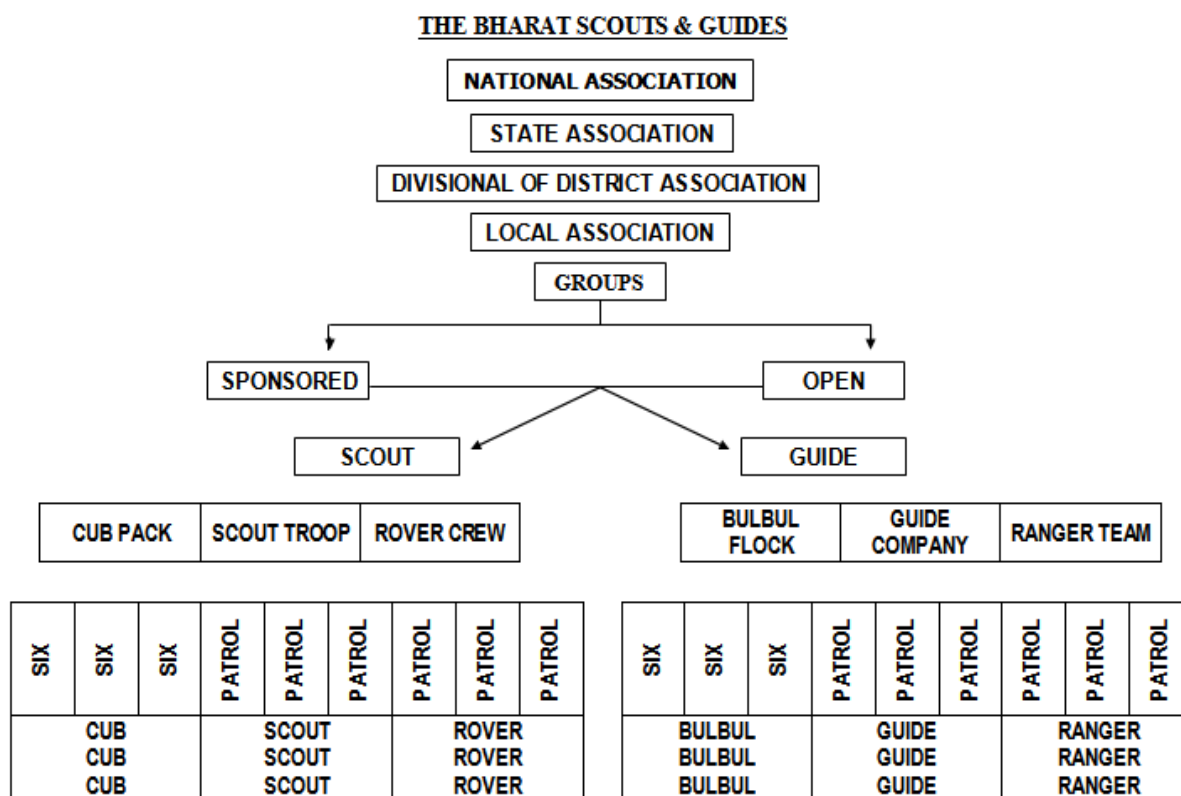 THE BHARAT SCOUTS & GUIDES
NATIONAL ASSOCIATION
STATE ASSOCIATION
DIVISIONAL OF DISTRICT ASSOCIATION
LOCAL ASSOCIATION
GROUPS
SPONSORED OPEN
SCOUT GUIDE
CUB PACK SCOUT TROOP ROVER CREW
BULBUL FLOCK GUIDE COMPANY RANGER TEAM
SIX SIX SIX PATROL PATROL PATROL PATROL PATROL PATROL
SIX SIX SIX PATROL PATROL PATROL PATROL PATROL PATROL
CUB SCOUT ROVER BULBUL GUIDE RANGER
CUB SCOUT ROVER BULBUL GUIDE RANGER
CUB SCOUT ROVER BULBUL GUIDE RANGER